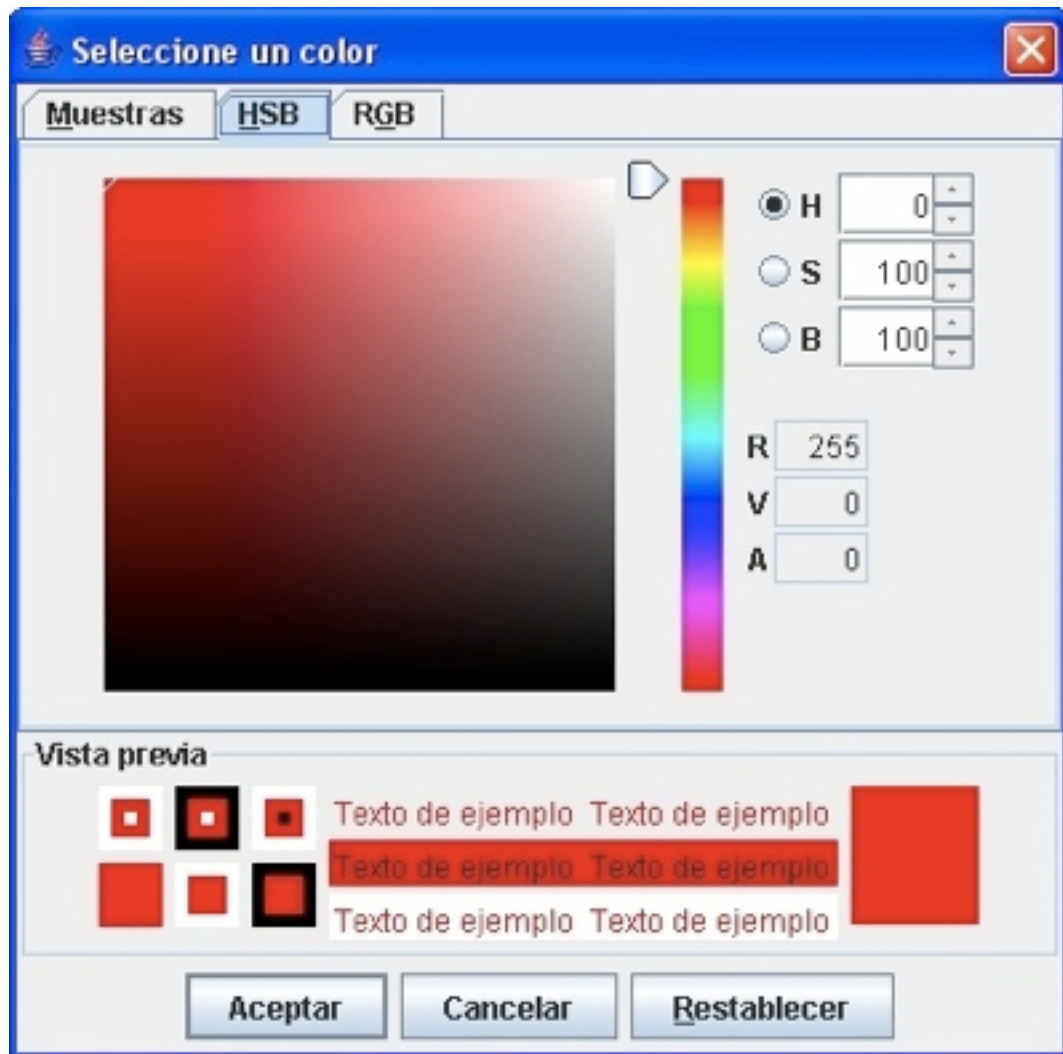 Seleccione un color
Muestras HSB RGB
H 0
S 100
B 100
R 255
V 0
A 0
Vista previa
Texto de ejemplo Texto de ejemplo
Texto de ejemplo Texto de ejemplo
Texto de ejemplo Texto de ejemplo
Aceptar Cancelar Restablecer